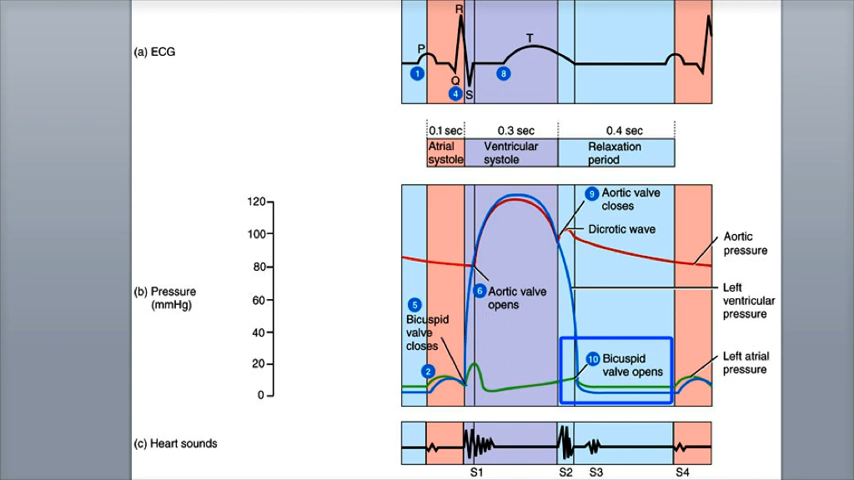 (a) ECG
P
R
Q
S
T
1
4
8
0.1 sec
0.3 sec
0.4 sec
Atrial
systole
Ventricular
systole
Relaxation
period
120
100
80
60
40
20
0
(b) Pressure
(mmHg)
9 Aortic valve
closes
Dicrotic wave
Aortic
pressure
6 Aortic valve
opens
Left
ventricular
pressure
5
Bicuspid
valve
closes
2
10 Bicuspid
valve opens
Left atrial
pressure
(c) Heart sounds
S1
S2
S3
S4